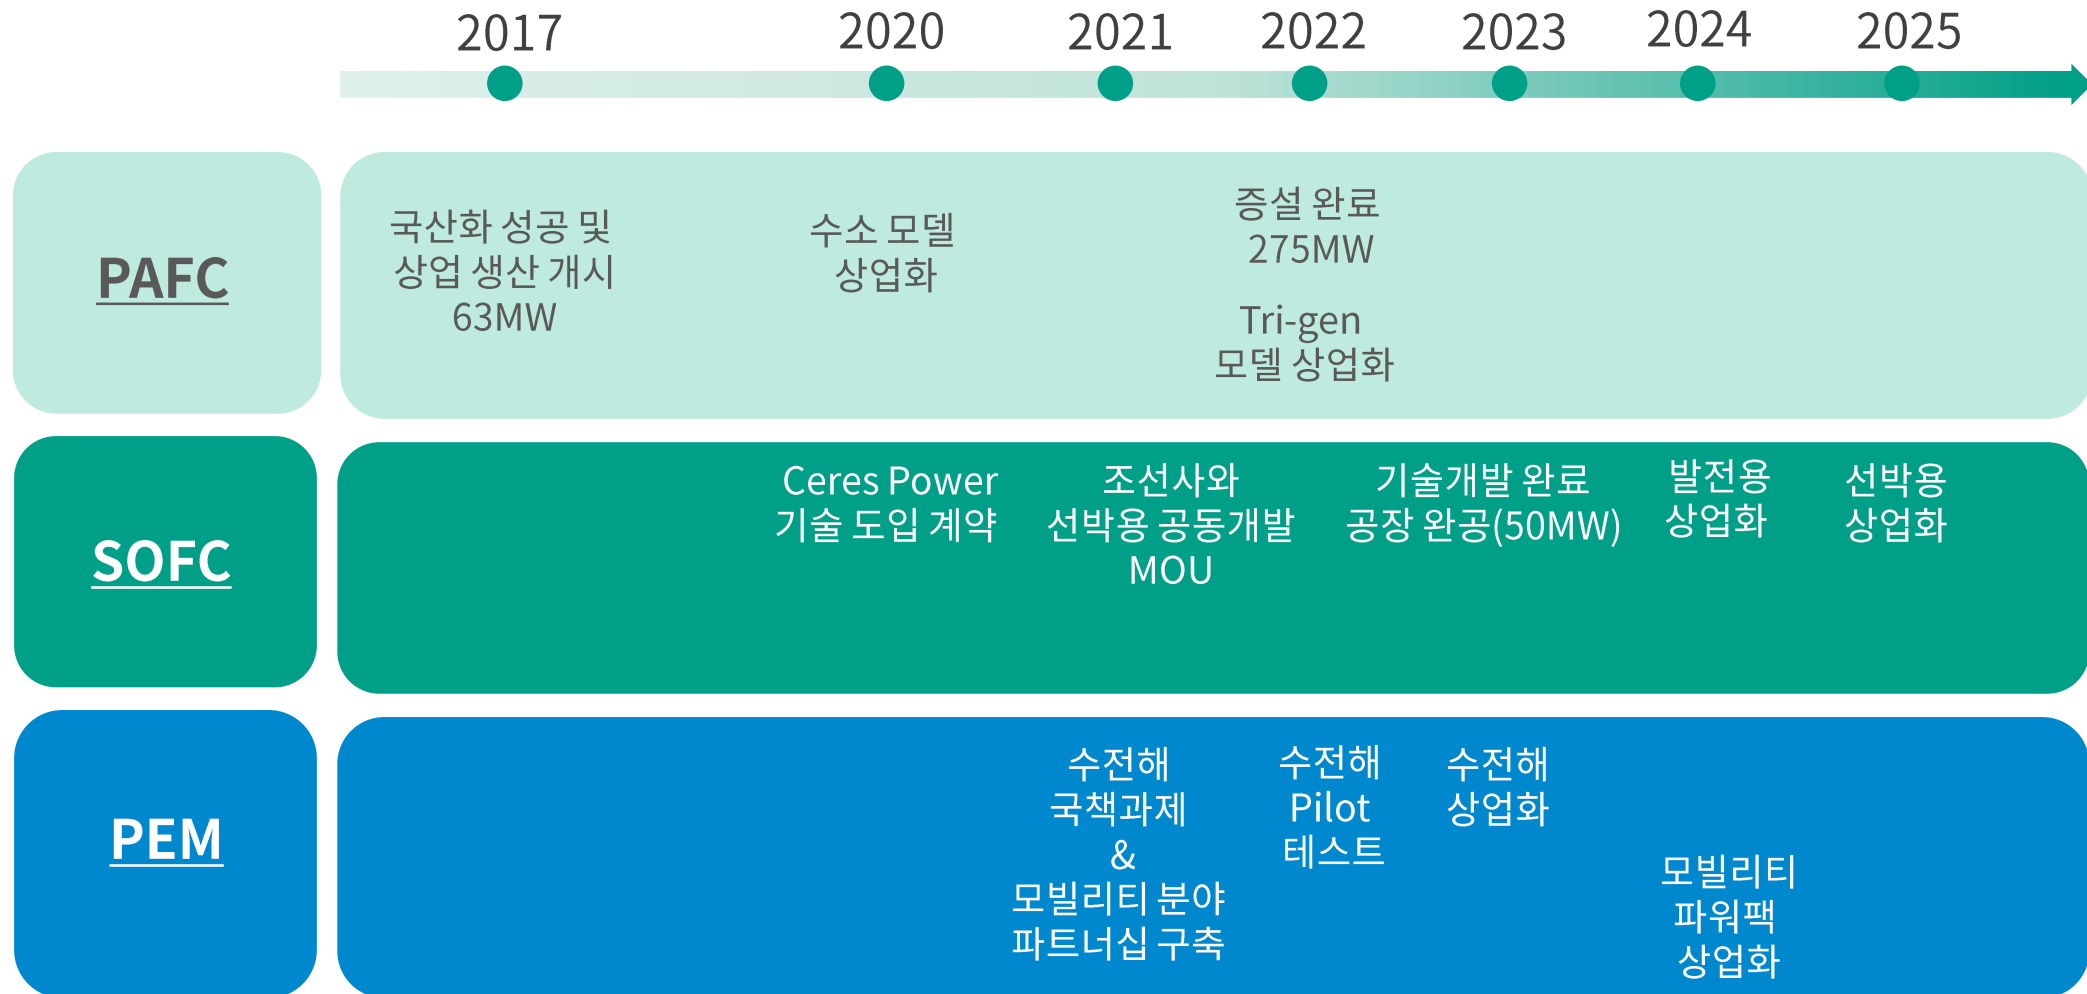 2017
2020
2021
2022
2023
2024
2025
PAFC
국산화 성공 및
상업 생산 개시
63MW
수소 모델
상업화
증설 완료
275MW
Tri-gen
모델 상업화
SOFC
Ceres Power
기술 도입 계약
조선사와
선박용 공동개발
MOU
기술개발 완료
공장 완공(50MW)
발전용
상업화
선박용
상업화
PEM
수전해
국책과제
&
모빌리티 분야
파트너십 구축
수전해
Pilot
테스트
수전해
상업화
모빌리티
파워팩
상업화